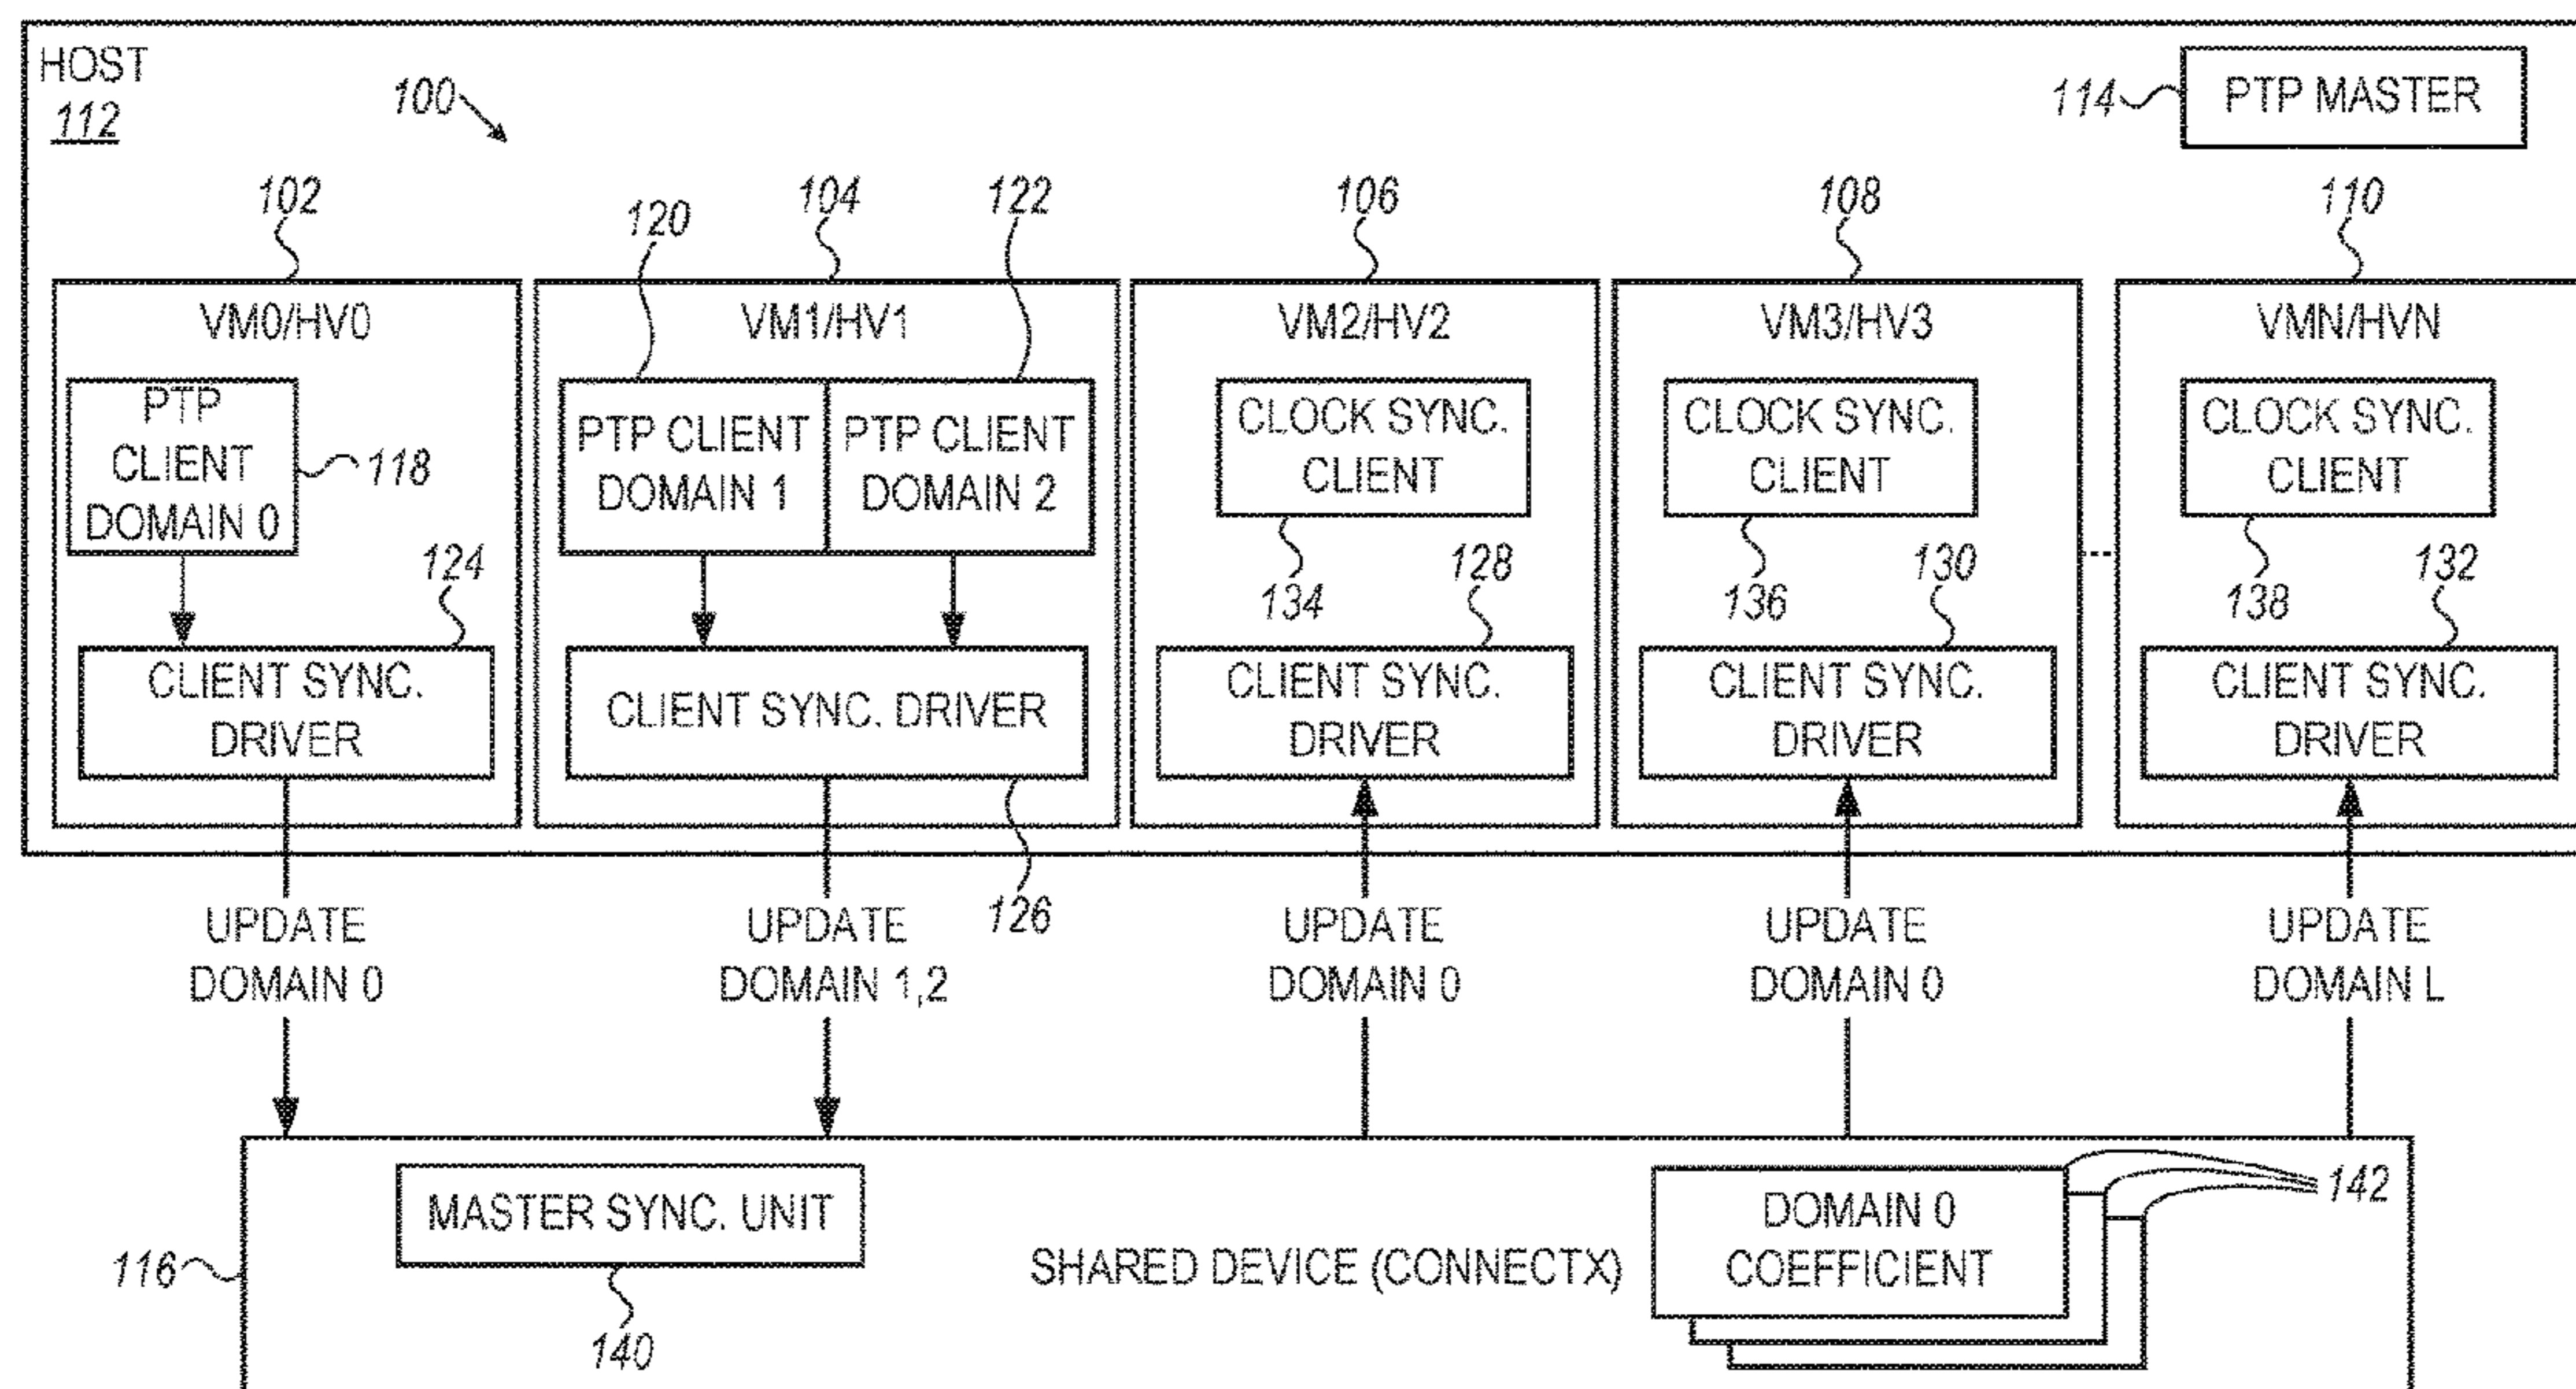 HOST
112
100
114
PTP MASTER
102
120
104
122
106
108
110
VM0/HV0
VM1/HV1
VM2/HV2
VM3/HV3
VMN/HVN
PTP
CLIENT
DOMAIN 0
118
PTP CLIENT
DOMAIN 1
PTP CLIENT
DOMAIN 2
CLOCK SYNC.
CLIENT
CLOCK SYNC.
CLIENT
CLOCK SYNC.
CLIENT
124
134
128
136
130
138
132
CLIENT SYNC.
DRIVER
CLIENT SYNC. DRIVER
CLIENT SYNC.
DRIVER
CLIENT SYNC.
DRIVER
CLIENT SYNC.
DRIVER
126
UPDATE
DOMAIN 0
UPDATE
DOMAIN 1,2
UPDATE
DOMAIN 0
UPDATE
DOMAIN 0
UPDATE
DOMAIN L
116
MASTER SYNC. UNIT
140
SHARED DEVICE (CONNECTX)
DOMAIN 0
COEFFICIENT
142